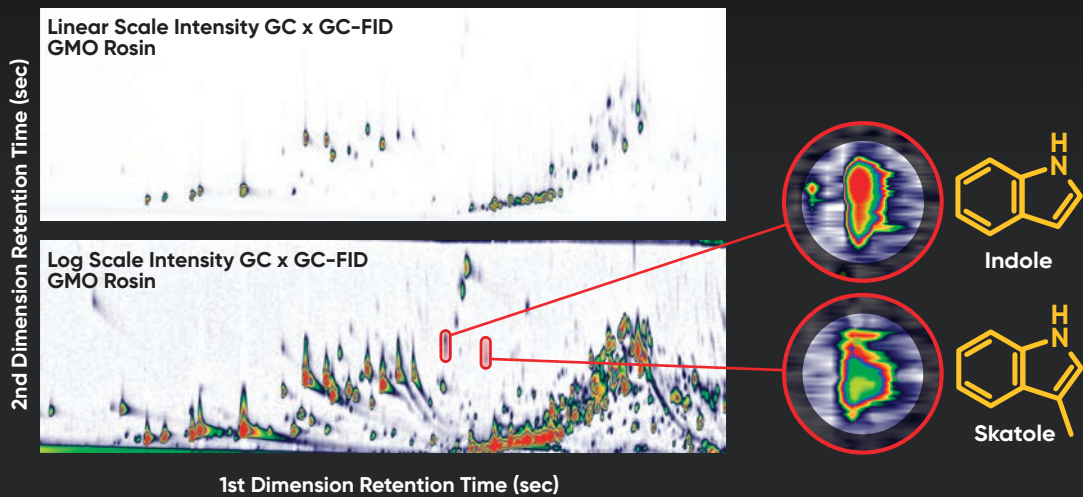 Linear Scale Intensity GC x GC-FID
GMO Rosin
2nd Dimension Retention Time (sec)
Log Scale Intensity GC x GC-FID
GMO Rosin
1st Dimension Retention Time (sec)
H
N
Indole
H
N
Skatole